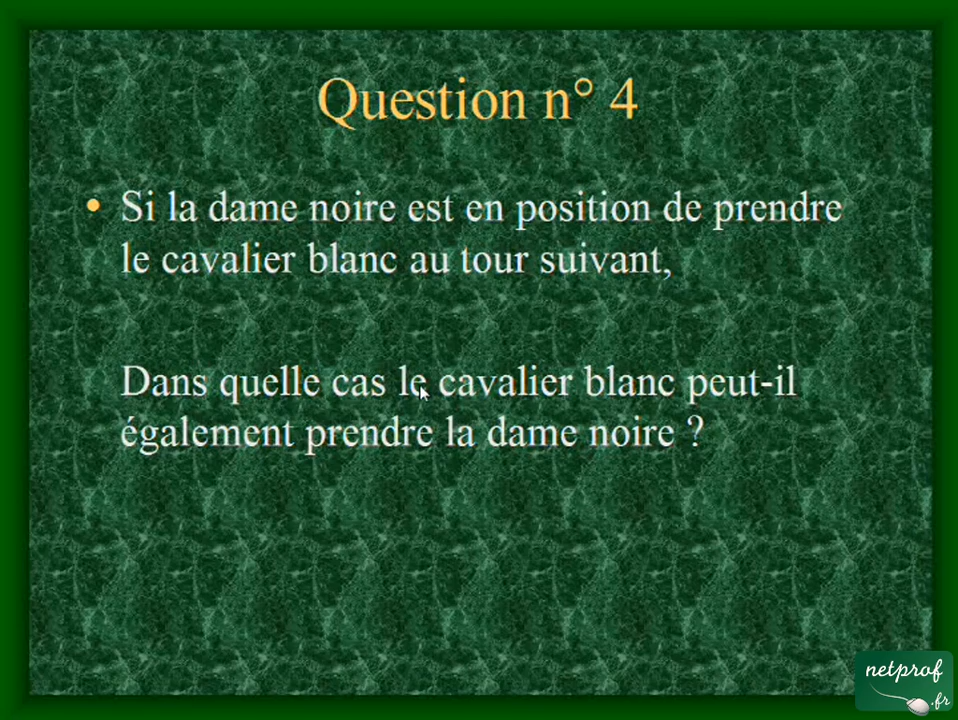 Question n° 4
• Si la dame noire est en position de prendre
le cavalier blanc au tour suivant,
Dans quelle cas le cavalier blanc peut-il
également prendre la dame noire ?
netprof
.fr